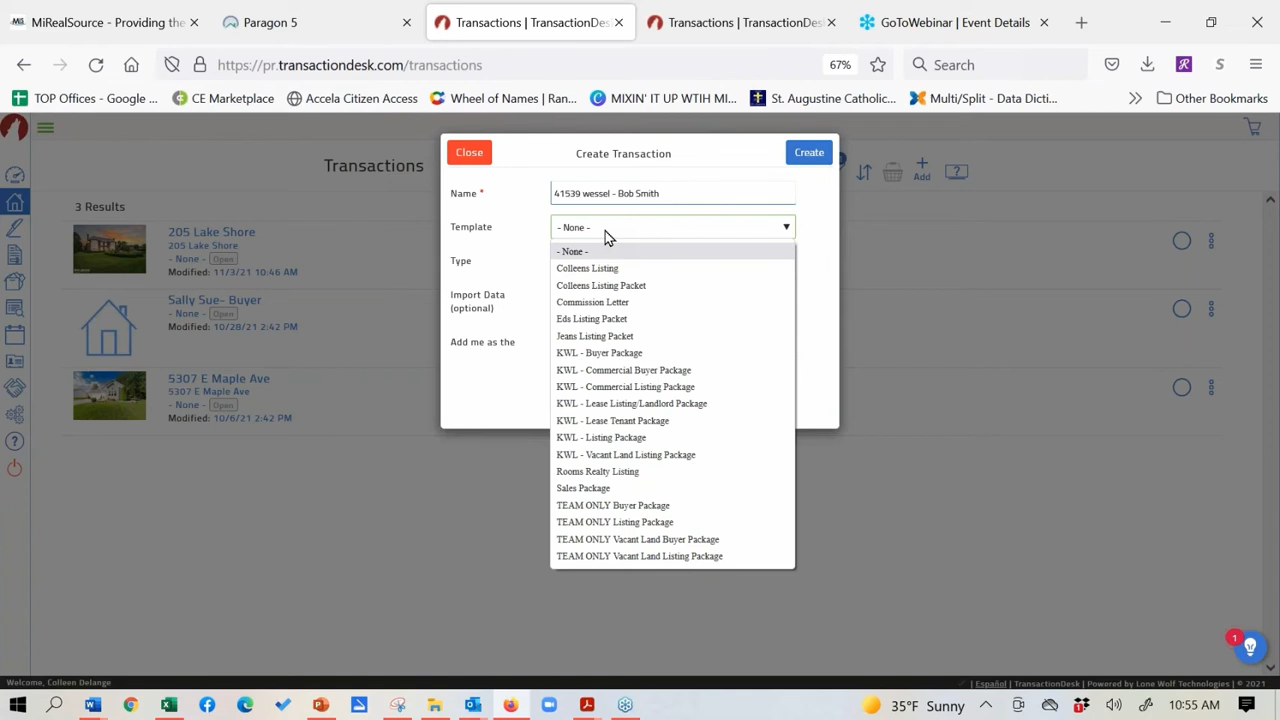 MiRealSource - Providing the
Paragon 5
Transactions | TransactionDes
Transactions | TransactionDesk
GoToWebinar | Event Details
https://pr.transactiondesk.com/transactions
67%
Search
TOP Offices - Google ...
CE Marketplace
Accela Citizen Access
Wheel of Names | Ran...
MIXIN' IT UP WTIH MI...
St. Augustine Catholic...
Multi/Split - Data Dicti...
Other Bookmarks
Transactions
Add
3 Results
205 Lake Shore
205 Lake Shore
- None - Open
Modified: 11/3/21 10:46 AM
Sally Sue- Buyer
- None - Open
Modified: 10/28/21 2:42 PM
5307 E Maple Ave
5307 E Maple Ave
- None - Open
Modified: 10/6/21 2:42 PM
Close
Create Transaction
Create
Name *
41539 wessel - Bob Smith
Template
- None -
Type
Import Data
(optional)
Add me as the
- None -
Colleens Listing
Colleens Listing Packet
Commission Letter
Eds Listing Packet
Jeans Listing Packet
KWL - Buyer Package
KWL - Commercial Buyer Package
KWL - Commercial Listing Package
KWL - Lease Listing/Landlord Package
KWL - Lease Tenant Package
KWL - Listing Package
KWL - Vacant Land Listing Package
Rooms Realty Listing
Sales Package
TEAM ONLY Buyer Package
TEAM ONLY Listing Package
TEAM ONLY Vacant Land Buyer Package
TEAM ONLY Vacant Land Listing Package
1
Welcome, Colleen Delange
Español | TransactionDesk | Powered by Lone Wolf Technologies | © 2021
35°F Sunny
10:55 AM